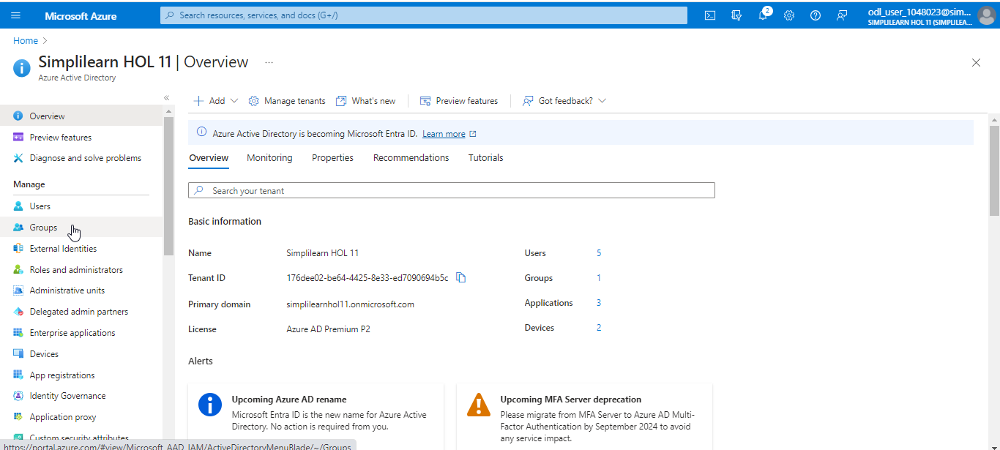 Microsoft Azure
Search resources, services, and docs (G+/)
2
odl_user_1048023@sim...
SIMPLILEARN HOL 11 (SIMPLILEA...
Home
Simplilearn HOL 11 | Overview ...
Azure Active Directory
Overview
Preview features
Diagnose and solve problems
Manage
Users
Groups
External Identities
Roles and administrators
Administrative units
Delegated admin partners
Enterprise applications
Devices
App registrations
Identity Governance
Application proxy
Custom security attributes
https://portal.azure.com/#view/Microsoft_AAD_IAM/ActiveDirectoryMenuBlade/~/Groups
Add
Manage tenants
What's new
Preview features
Got feedback?
Azure Active Directory is becoming Microsoft Entra ID. Learn more
Overview
Monitoring
Properties
Recommendations
Tutorials
Search your tenant
Basic information
Name Simplilearn HOL 11
Tenant ID 176dee02-be64-4425-8e33-ed7090694b5c
Primary domain simplilearnhol11.onmicrosoft.com
License Azure AD Premium P2
Users 5
Groups 1
Applications 3
Devices 2
Alerts
Upcoming Azure AD rename
Microsoft Entra ID is the new name for Azure Active
Directory. No action is required from you.
Upcoming MFA Server deprecation
Please migrate from MFA Server to Azure AD Multi-
Factor Authentication by September 2024 to avoid
any service impact.